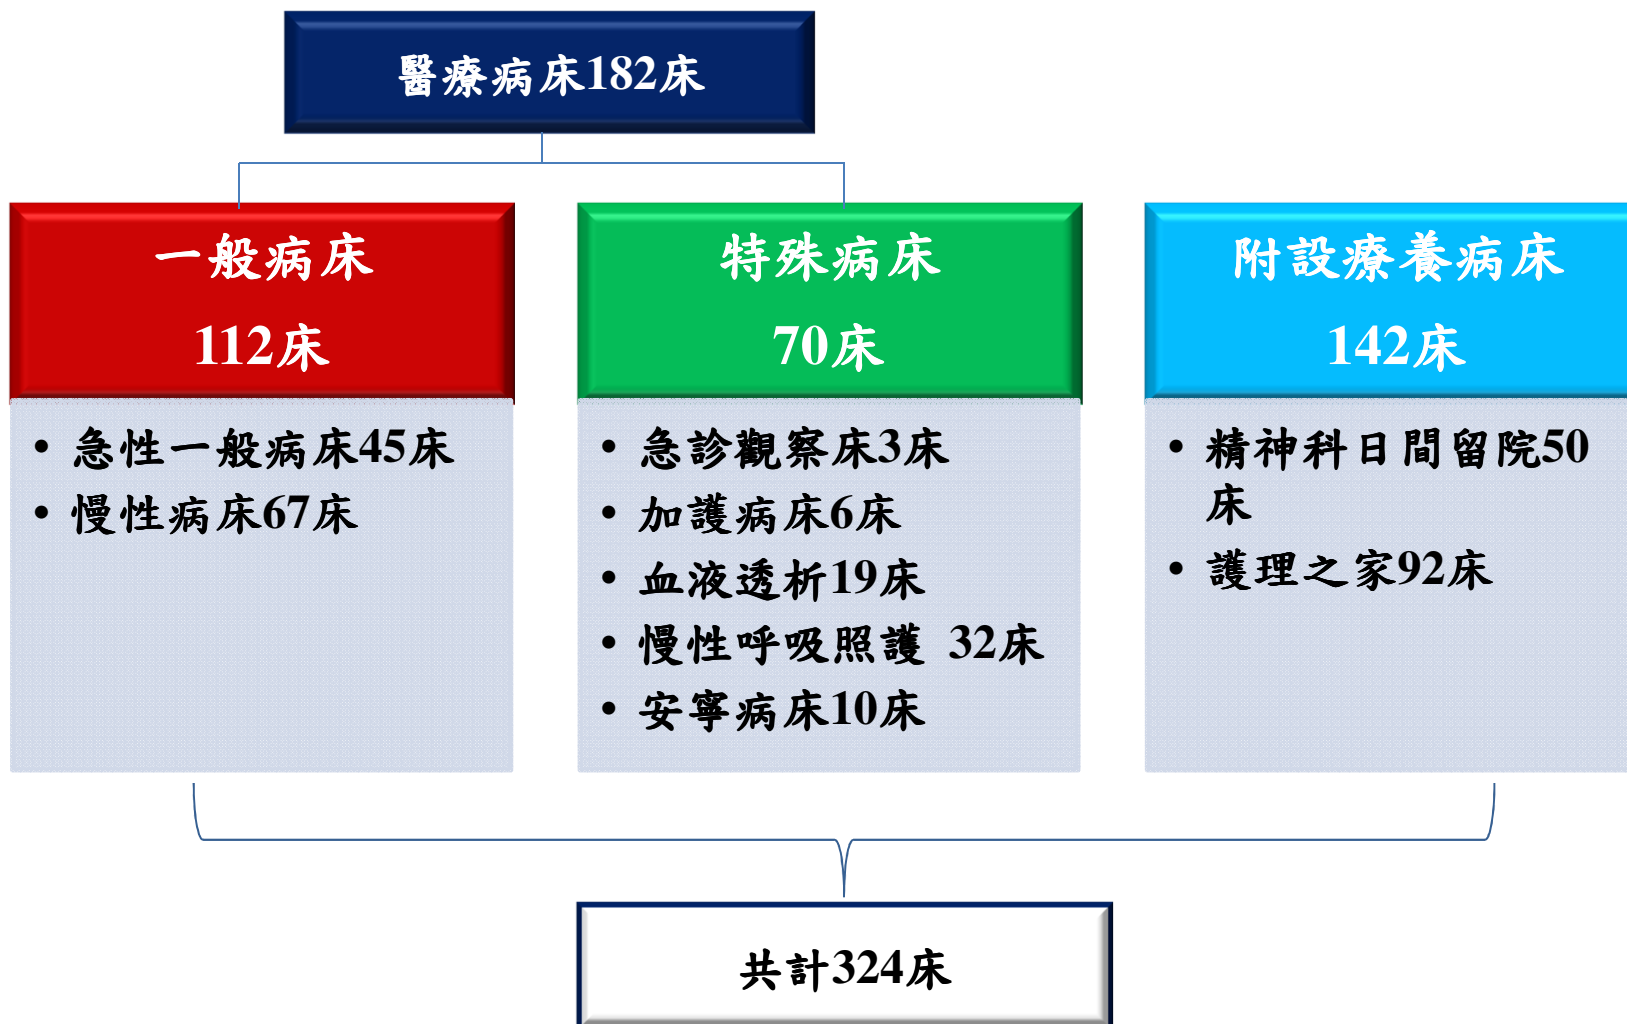 醫療病床182床
一般病床
112床
特殊病床
70床
附設療養病床
142床
• 急性一般病床45床
• 慢性病床67床
• 急診觀察床3床
• 加護病床6床
• 血液透析19床
• 慢性呼吸照護 32床
• 安寧病床10床
• 精神科日間留院50
床
• 護理之家92床
共計324床